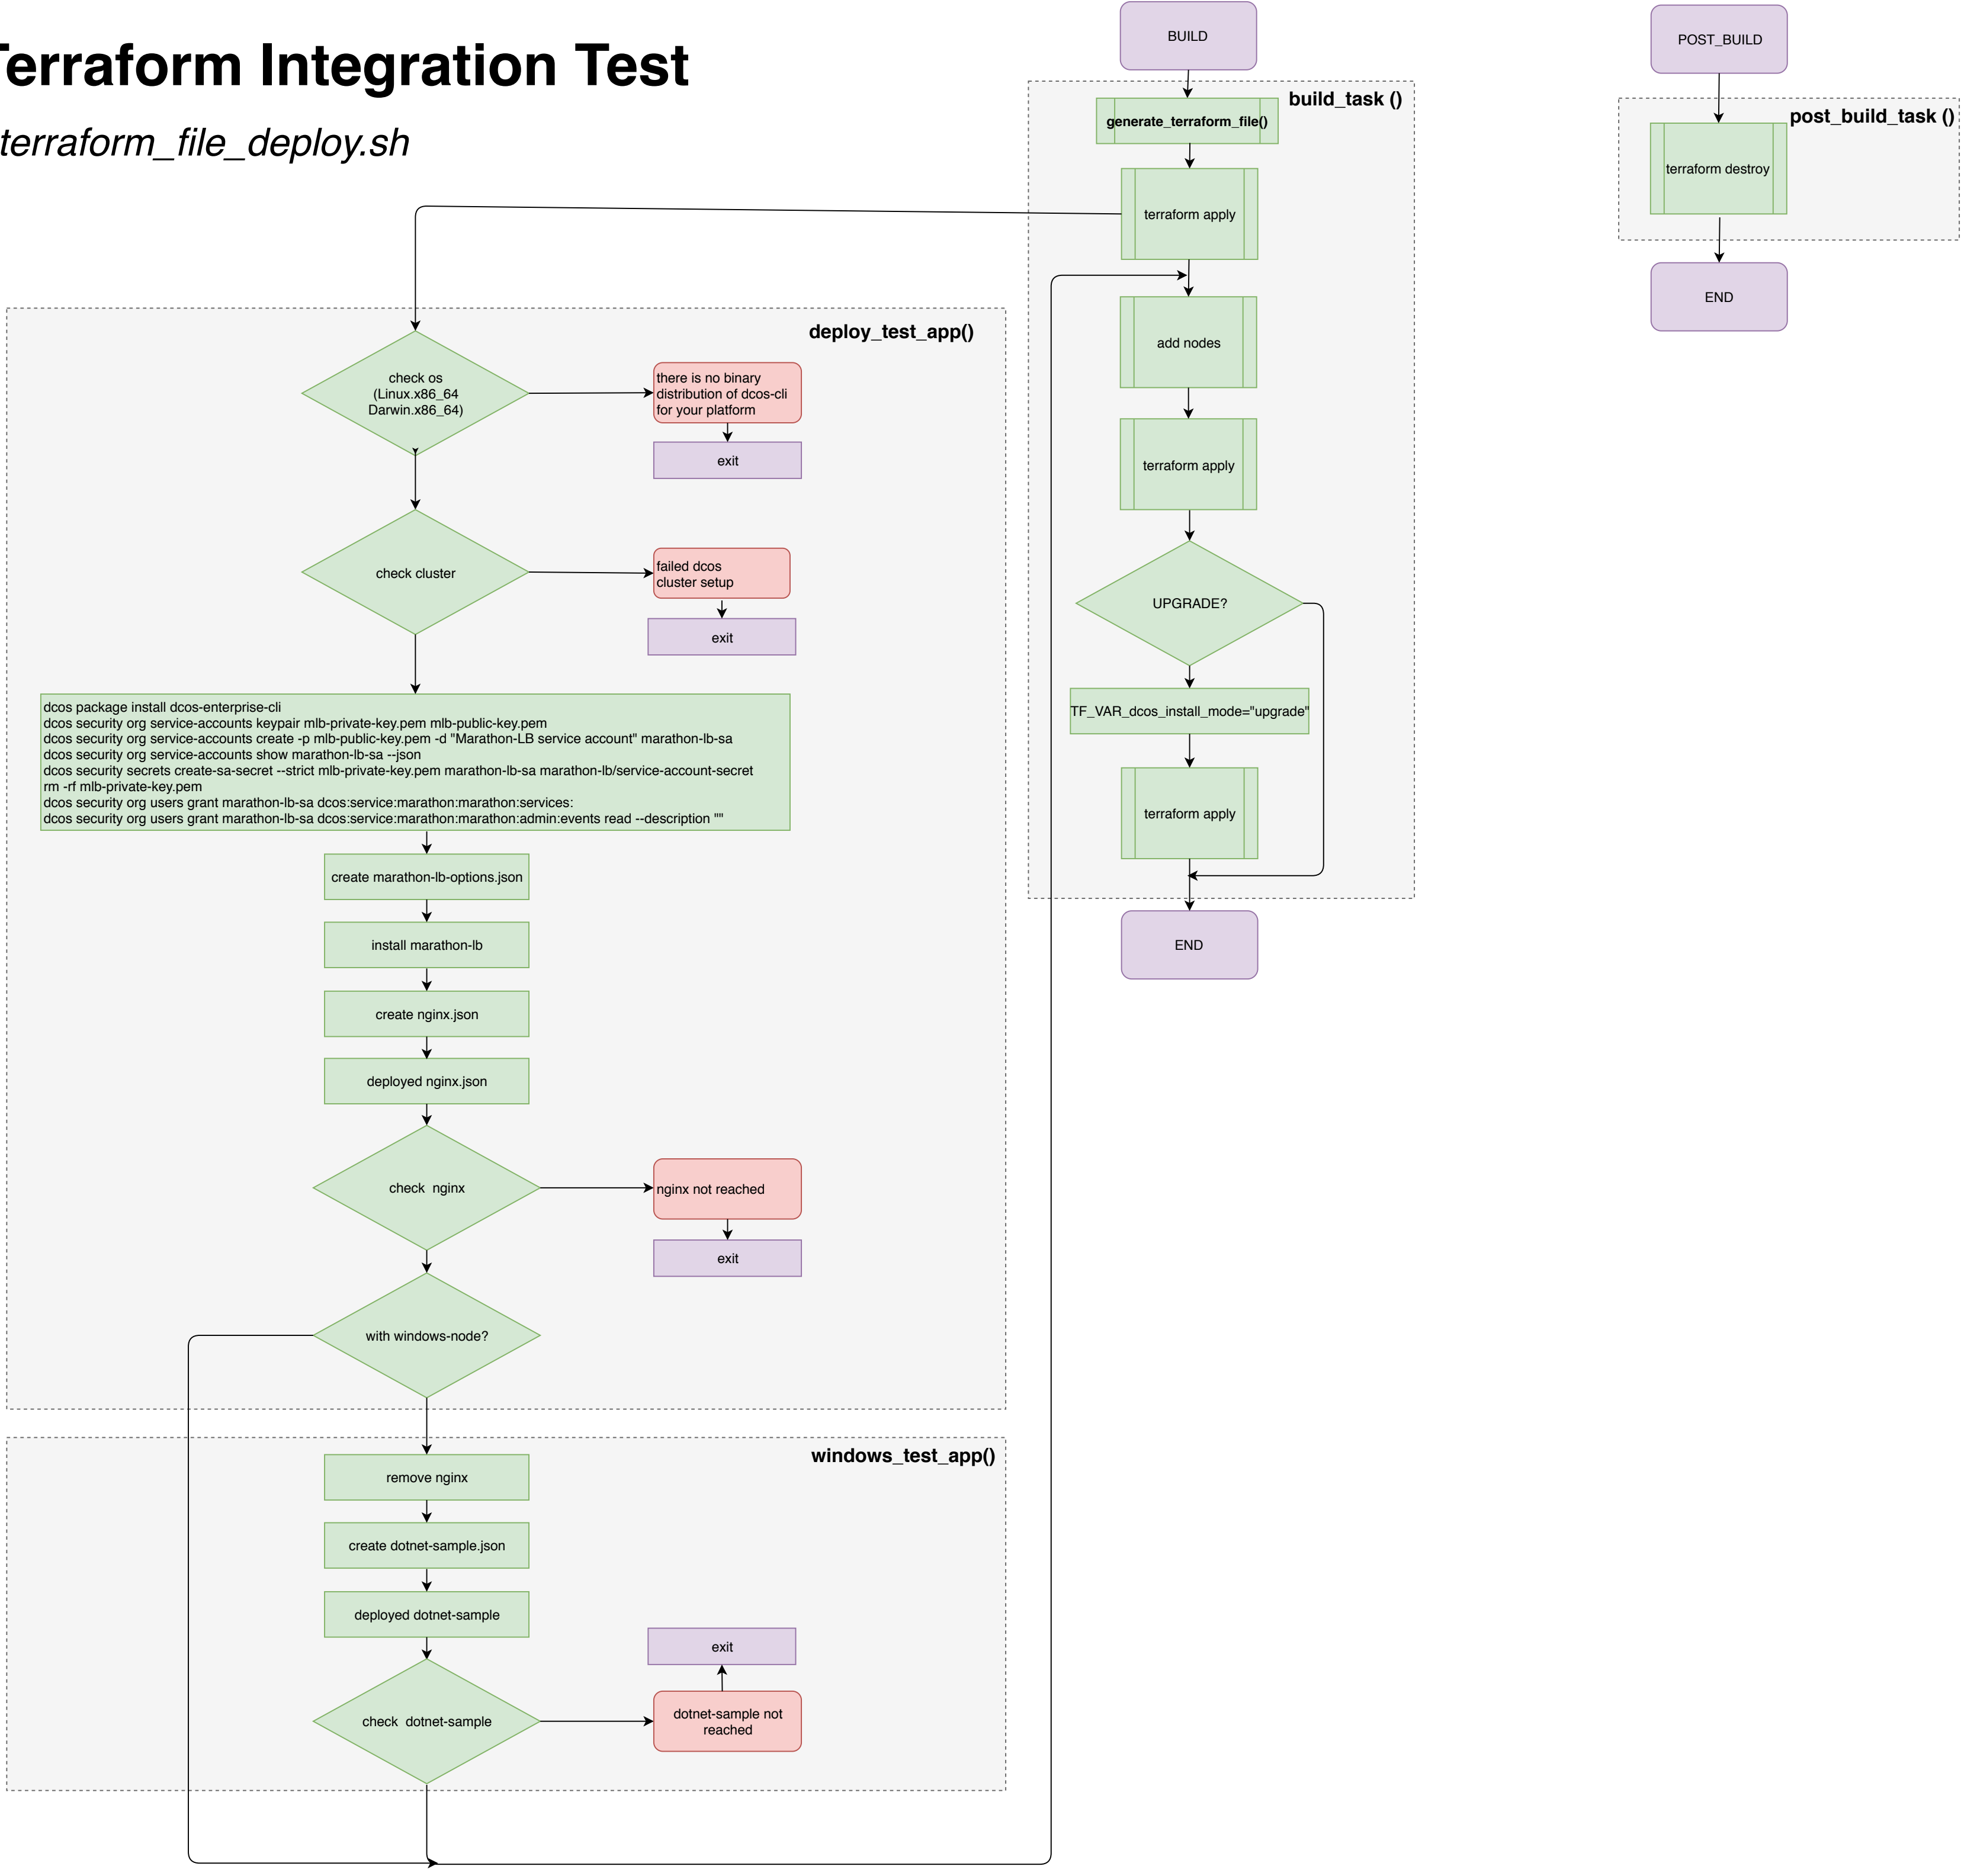 Terraform Integration Test
terraform_file_deploy.sh
BUILD
build_task ()
generate_terraform_file()
terraform apply
add nodes
terraform apply
UPGRADE?
TF_VAR_dcos_install_mode="upgrade"
terraform apply
END
POST_BUILD
post_build_task ()
terraform destroy
END
deploy_test_app()
check os
(Linux.x86_64
Darwin.x86_64)
there is no binary
distribution of dcos-cli
for your platform
exit
check cluster
failed dcos
cluster setup
exit
dcos package install dcos-enterprise-cli
dcos security org service-accounts keypair mlb-private-key.pem mlb-public-key.pem
dcos security org service-accounts create -p mlb-public-key.pem -d "Marathon-LB service account" marathon-lb-sa
dcos security org service-accounts show marathon-lb-sa --json
dcos security secrets create-sa-secret --strict mlb-private-key.pem marathon-lb-sa marathon-lb/service-account-secret
rm -rf mlb-private-key.pem
dcos security org users grant marathon-lb-sa dcos:service:marathon:marathon:services:
dcos security org users grant marathon-lb-sa dcos:service:marathon:marathon:admin:events read --description ""
create marathon-lb-options.json
install marathon-lb
create nginx.json
deployed nginx.json
check  nginx
nginx not reached
exit
with windows-node?
windows_test_app()
remove nginx
create dotnet-sample.json
deployed dotnet-sample
exit
check  dotnet-sample
dotnet-sample not
reached